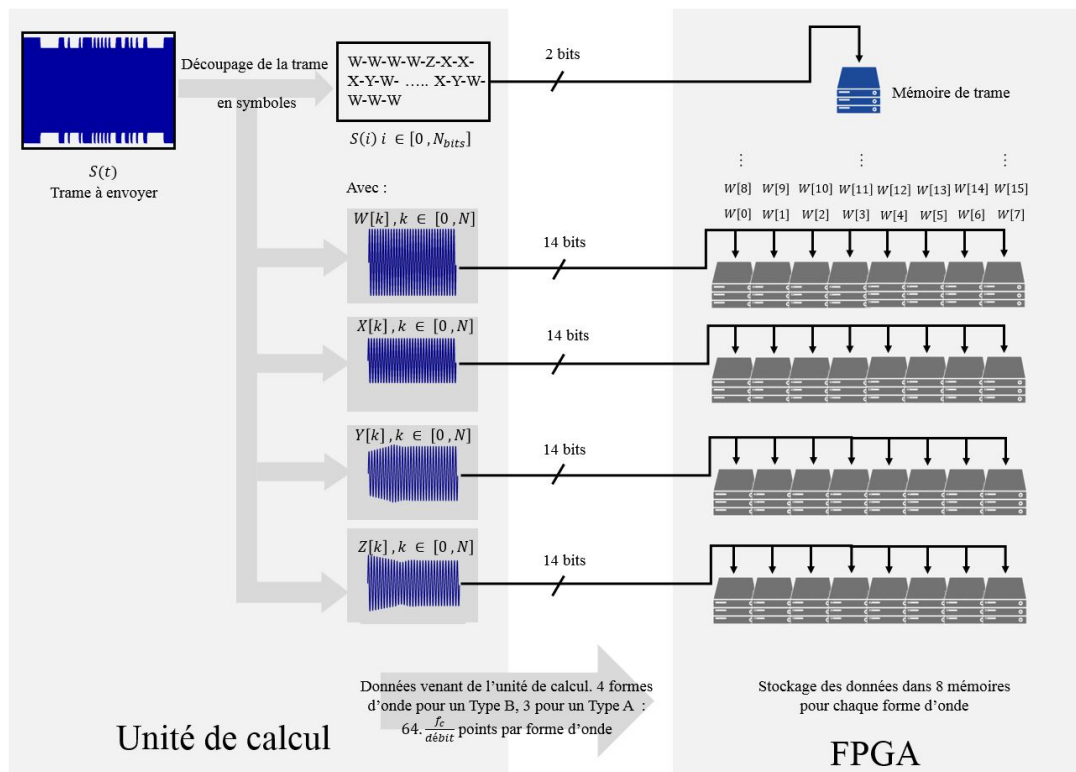 Découpage de la trame
en symboles
S(t)
Trame à envoyer
W-W-W-W-Z-X-X-
X-Y-W- ….. X-Y-W-
W-W-W
S(i) i ∈ [0 , N_bits]
2 bits
Mémoire de trame
Avec :
W[k] , k ∈ [0 , N]
14 bits
⋮ ⋮ ⋮
W[8] W[9] W[10] W[11] W[12] W[13] W[14] W[15]
W[0] W[1] W[2] W[3] W[4] W[5] W[6] W[7]
X[k] , k ∈ [0 , N]
14 bits
Y[k] , k ∈ [0 , N]
14 bits
Z[k] , k ∈ [0 , N]
14 bits
Données venant de l’unité de calcul. 4 formes
d’onde pour un Type B, 3 pour un Type A :
64. f_c/débit points par forme d’onde
Stockage des données dans 8 mémoires
pour chaque forme d’onde
Unité de calcul
FPGA